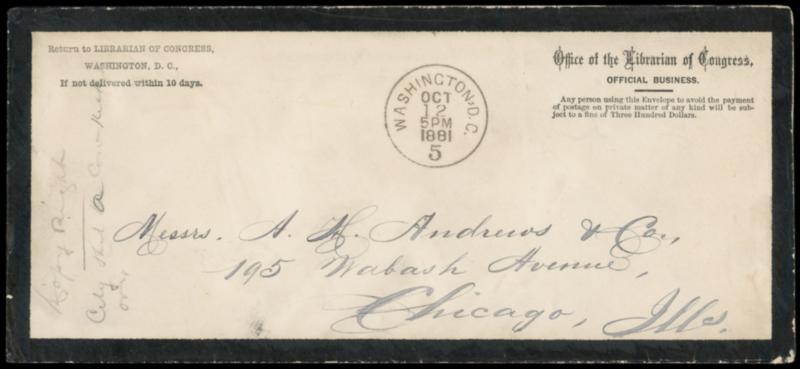 Return to LIBRARIAN OF CONGRESS,
WASHINGTON, D. C.,
If not delivered within 10 days.
WASHINGTON, D.C.
OCT
12
5PM
1881
5
Office of the Librarian of Congress,
OFFICIAL BUSINESS.
Any person using this Envelope to avoid the payment
of postage on private matter of any kind will be sub-
ject to a fine of Three Hundred Dollars.
Messrs. A. H. Andrews & Co.,
195 Wabash Avenue,
Chicago, Ills.
Copy Right